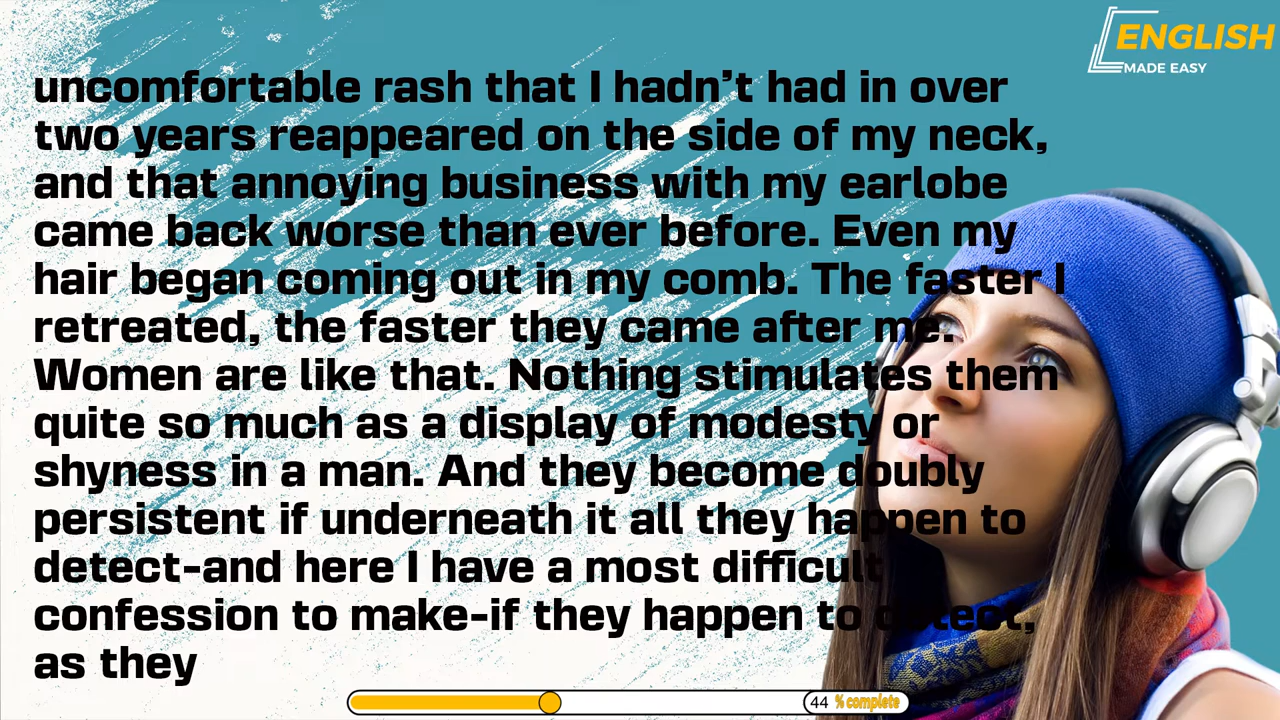 ENGLISH
MADE EASY
uncomfortable rash that I hadn’t had in over
two years reappeared on the side of my neck,
and that annoying business with my earlobe
came back worse than ever before. Even my
hair began coming out in my comb. The faster I
retreated, the faster they came after me.
Women are like that. Nothing stimulates them
quite so much as a display of modesty or
shyness in a man. And they become doubly
persistent if underneath it all they happen to
detect-and here I have a most difficult
confession to make-if they happen to detect,
as they
44 % complete